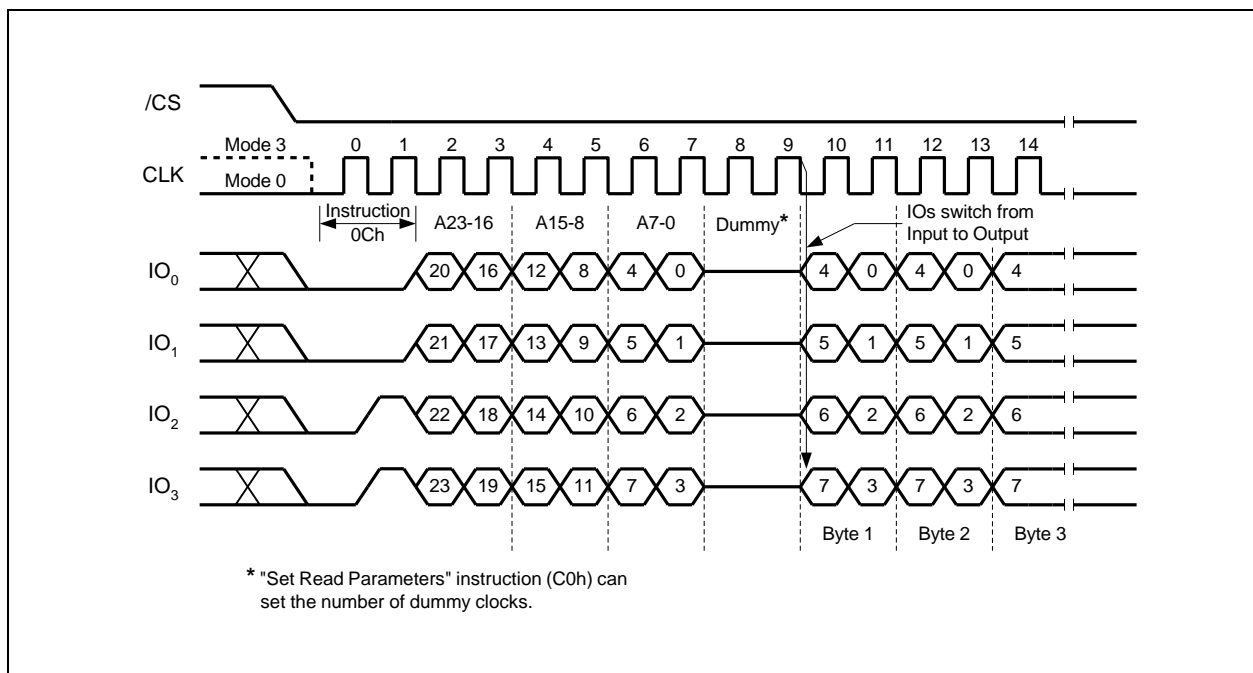 /CS
Mode 3 0 1 2 3 4 5 6 7 8 9 10 11 12 13 14
CLK
Mode 0
Instruction
0Ch
A23-16 A15-8 A7-0 Dummy*
IOs switch from
Input to Output
IO0 20 16 12 8 4 0 4 0 4 0 4
IO1 21 17 13 9 5 1 5 1 5 1 5
IO2 22 18 14 10 6 2 6 2 6 2 6
IO3 23 19 15 11 7 3 7 3 7 3 7
Byte 1 Byte 2 Byte 3
* "Set Read Parameters" instruction (C0h) can
set the number of dummy clocks.